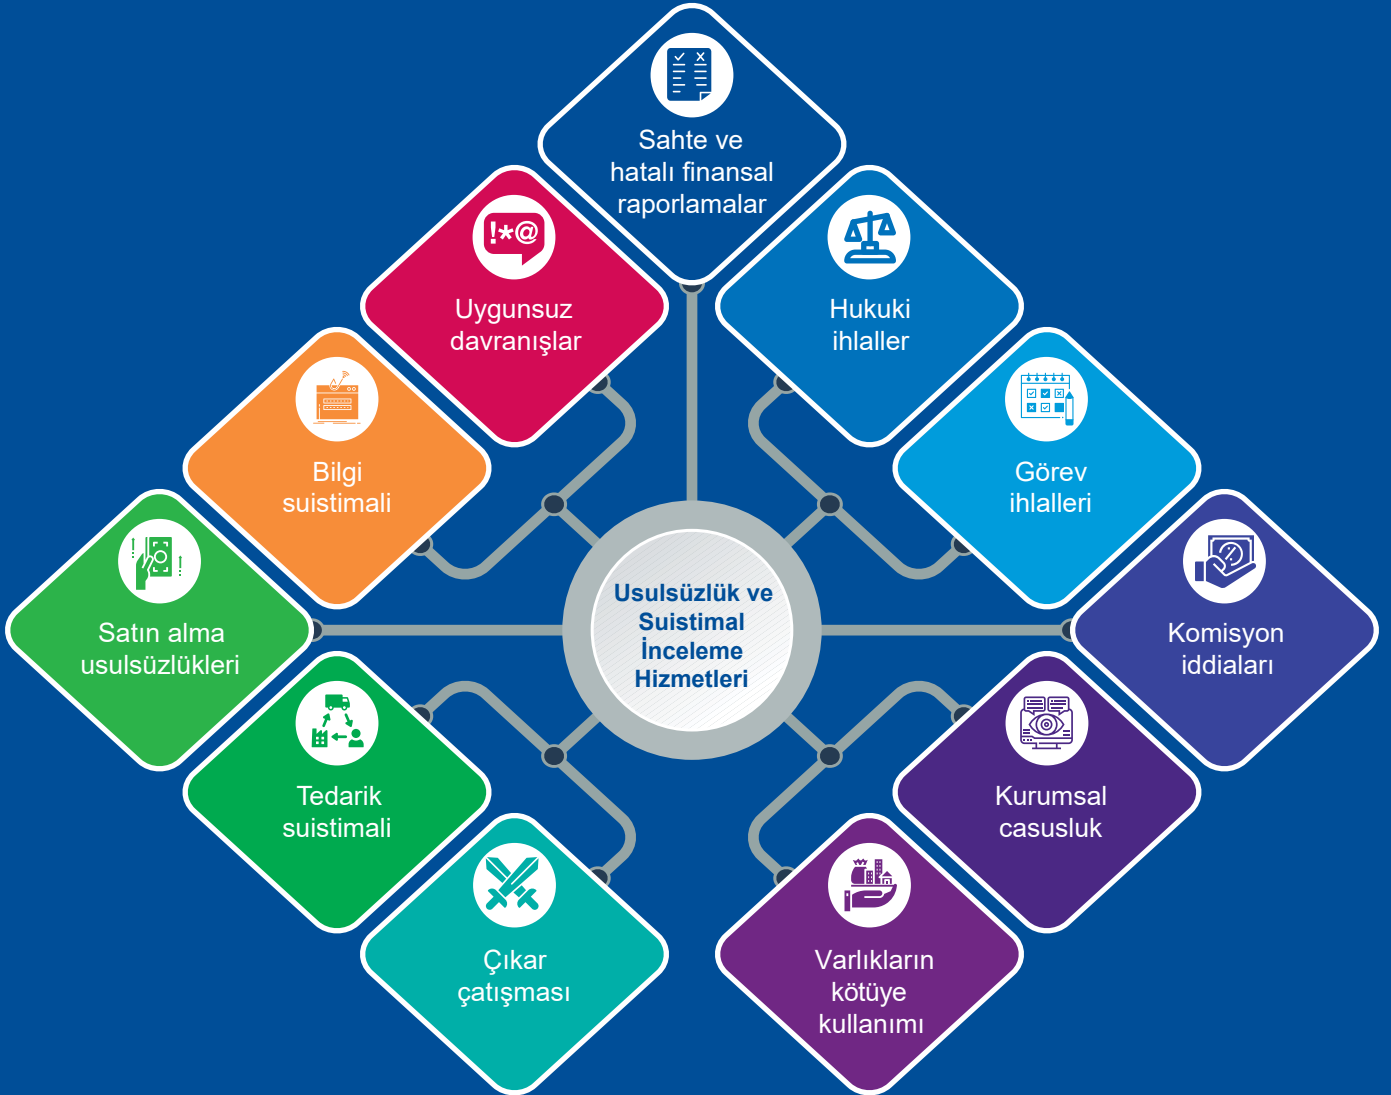 Sahte ve
hatalı finansal
raporlamalar
!*@
Uygunsuz
davranışlar
Hukuki
ihlaller
Bilgi
suistimali
Görev
ihlalleri
Satın alma
usulsüzlükleri
Usulsüzlük ve
Suistimal
İnceleme
Hizmetleri
Komisyon
iddiaları
Tedarik
suistimali
Kurumsal
casusluk
Çıkar
çatışması
Varlıkların
kötüye
kullanımı